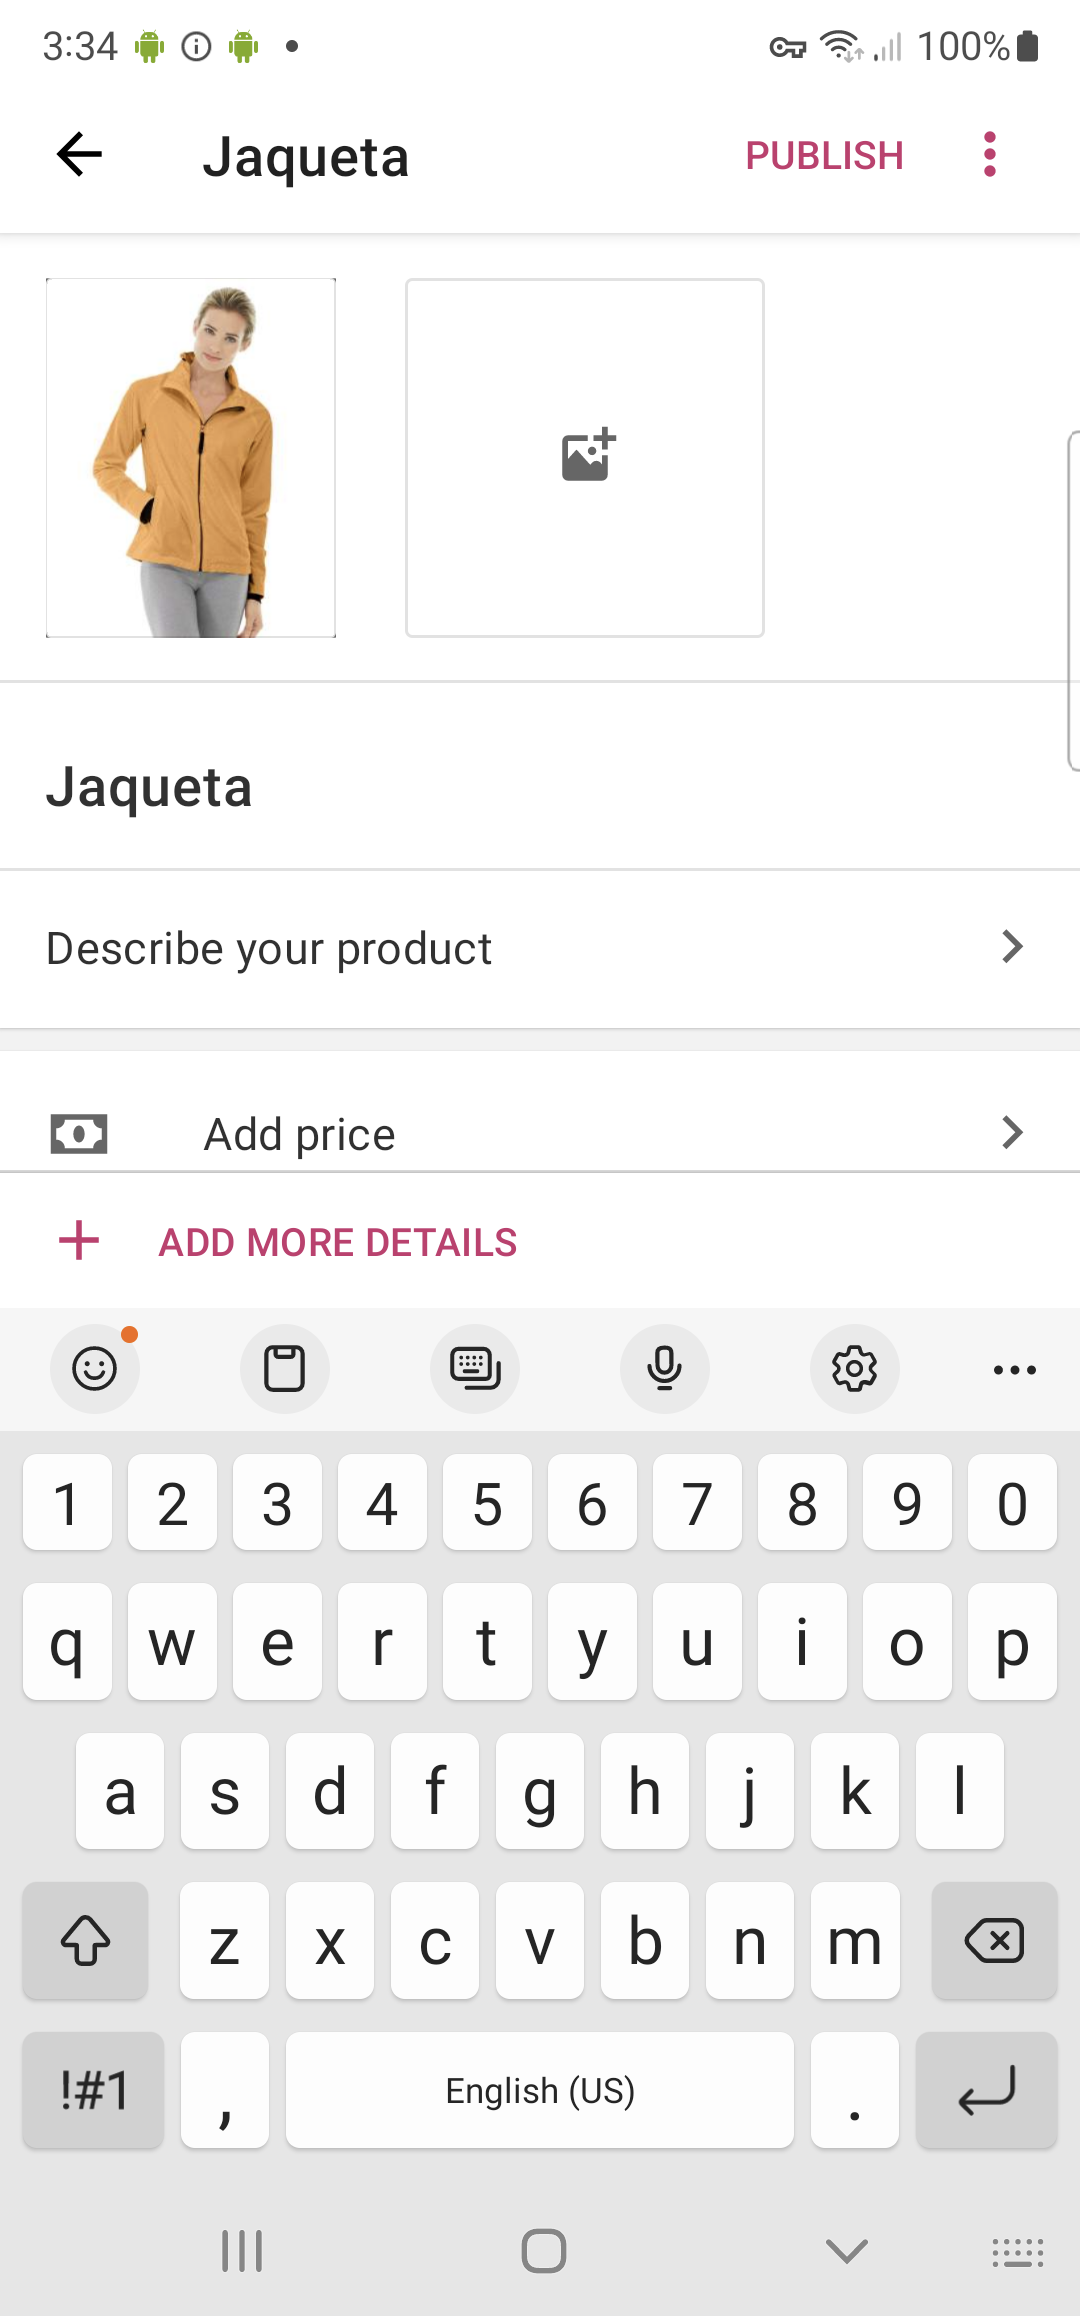 3:34 100%
Jaqueta PUBLISH
Jaqueta
Describe your product
Add price
ADD MORE DETAILS
1 2 3 4 5 6 7 8 9 0
q w e r t y u i o p
a s d f g h j k l
z x c v b n m
!#1 , English (US) .